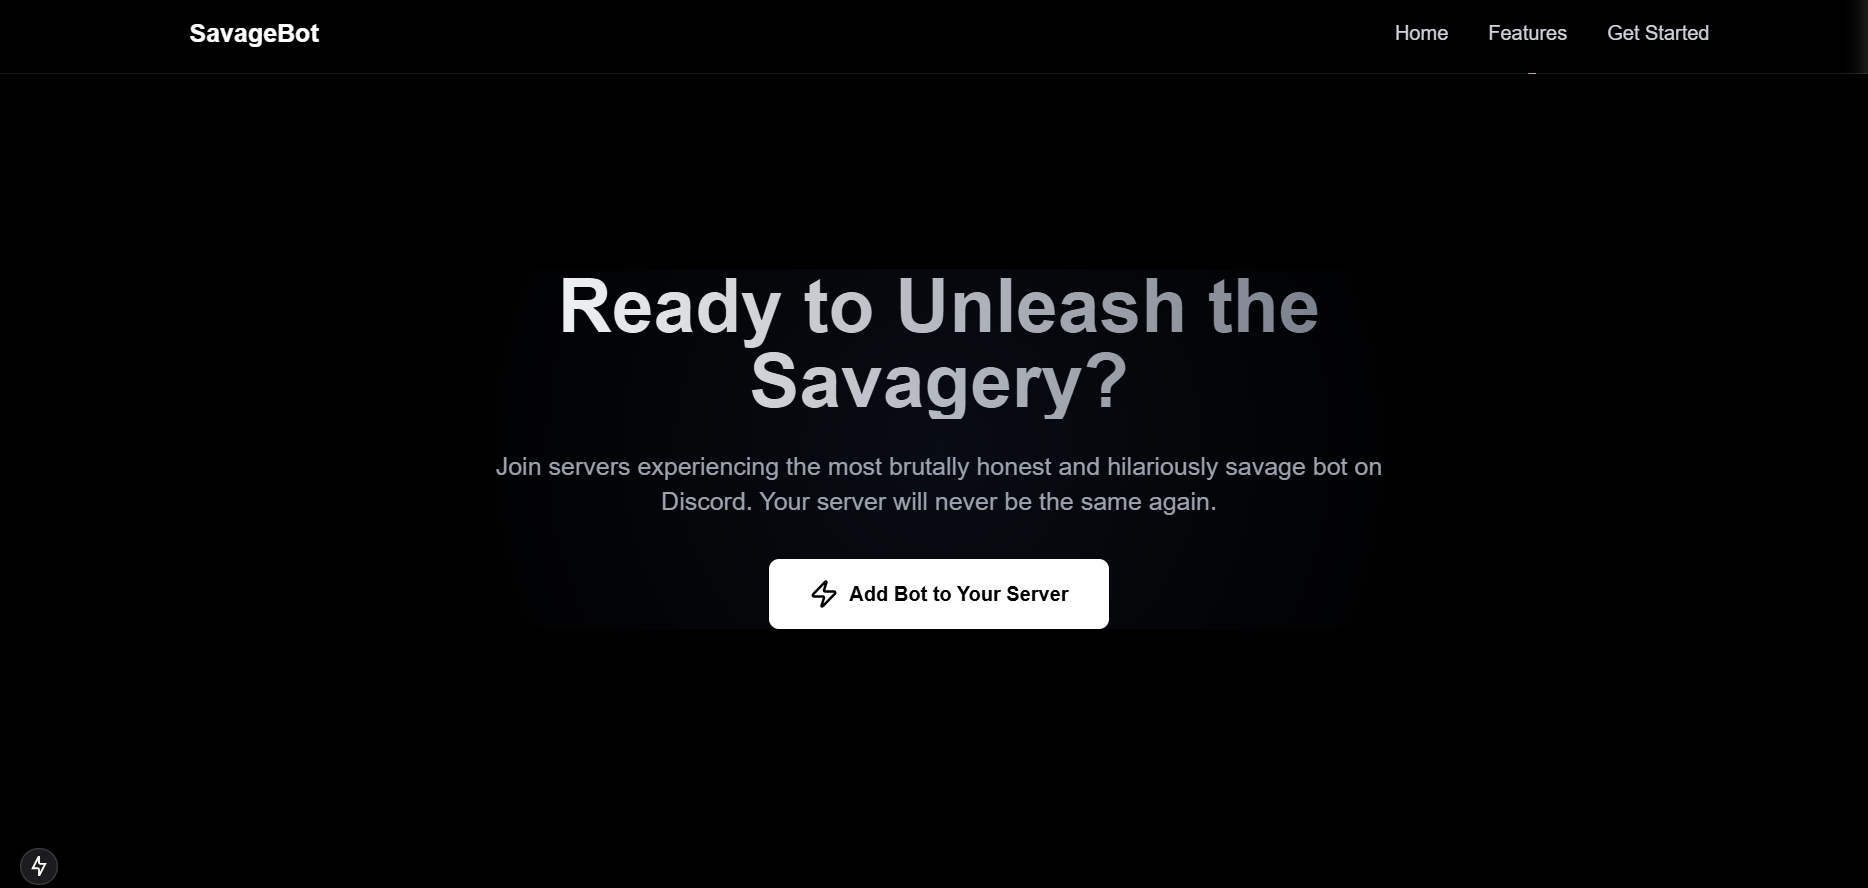 SavageBot
Home
Features
Get Started
Ready to Unleash the
Savagery?
Join servers experiencing the most brutally honest and hilariously savage bot on
Discord. Your server will never be the same again.
Add Bot to Your Server